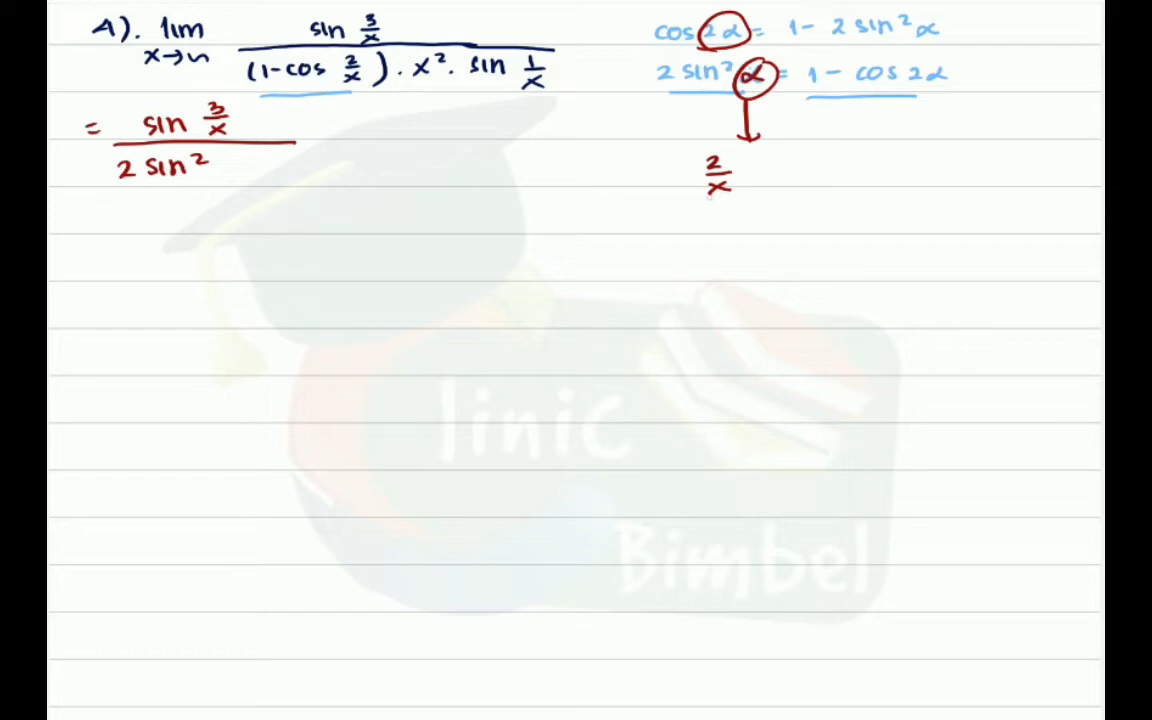 A). lim x→~ sin 3/x / (1-cos 2/x) . x² . sin 1/x
= sin 3/x / 2 sin²
cos 2α = 1 - 2 sin² α
2 sin² α = 1 - cos 2α
2/x
linic
Bimbel